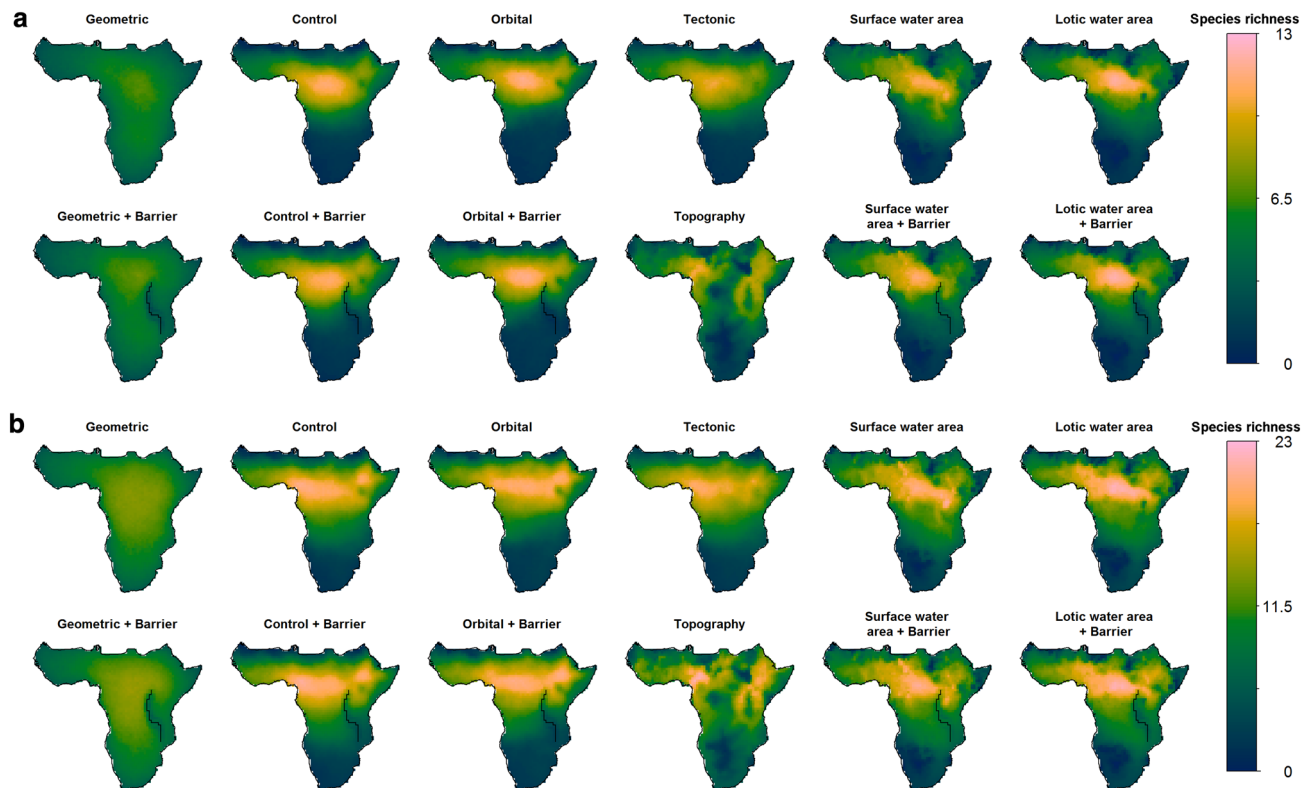 a
Geometric
Control
Orbital
Tectonic
Surface water area
Lotic water area
Species richness
13
6.5
0
Geometric + Barrier
Control + Barrier
Orbital + Barrier
Topography
Surface water
area + Barrier
Lotic water area
+ Barrier
b
Geometric
Control
Orbital
Tectonic
Surface water area
Lotic water area
Species richness
23
11.5
0
Geometric + Barrier
Control + Barrier
Orbital + Barrier
Topography
Surface water
area + Barrier
Lotic water area
+ Barrier